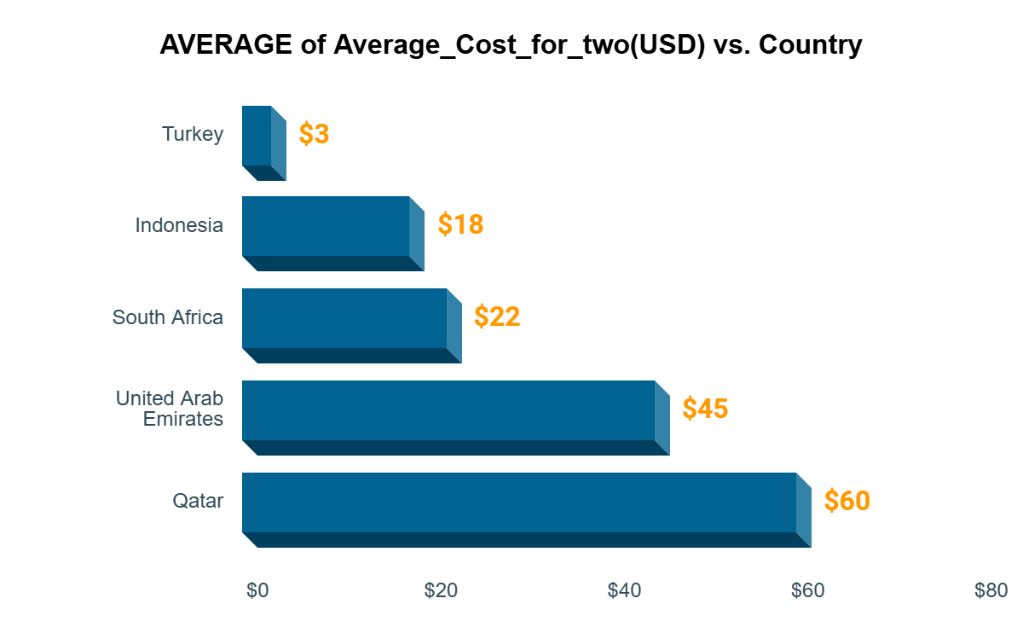 AVERAGE of Average_Cost_for_two(USD) vs. Country
Turkey
$3
Indonesia
$18
South Africa
$22
United Arab
Emirates
$45
Qatar
$60
$0
$20
$40
$60
$80